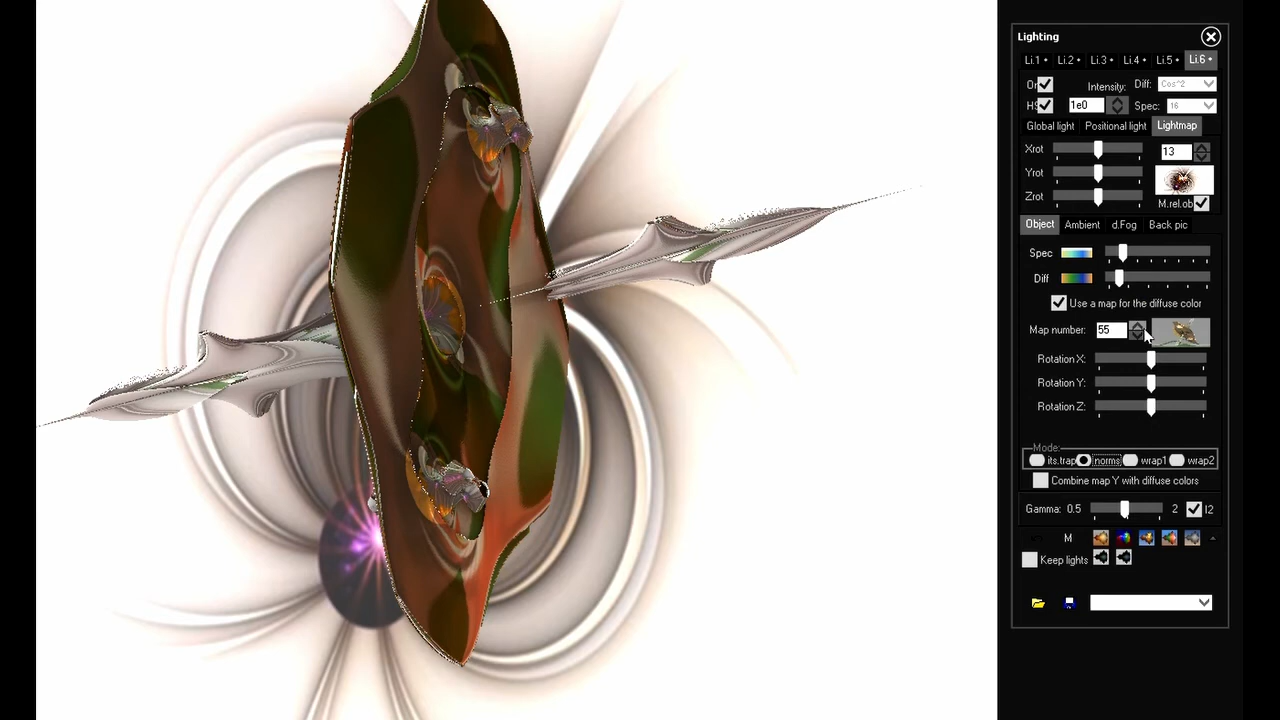 Lighting
Li.1 Li.2 Li.3 Li.4 Li.5 Li.6
Intensity: Diff: Cos^2
1e0 Spec: 16
Global light Positional light Lightmap
Xrot 13
Yrot
Zrot M.rel.ob
Object Ambient d.Fog Back pic
Spec
Diff
Use a map for the diffuse color
Map number: 55
Rotation X:
Rotation Y:
Rotation Z:
Mode:
its.trap norms wrap1 wrap2
Combine map Y with diffuse colors
Gamma: 0.5 2 I2
M
Keep lights